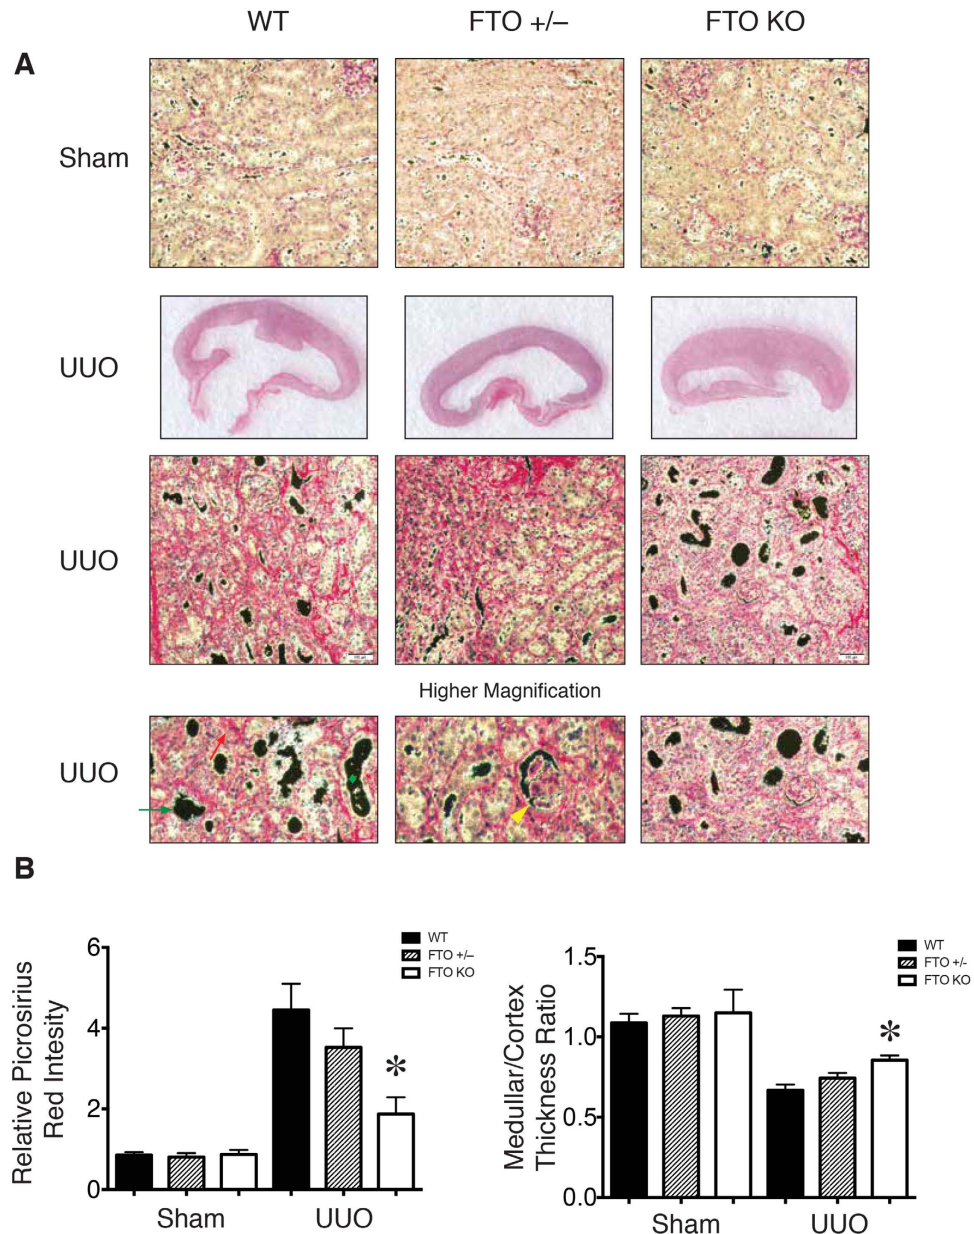 WT FTO +/– FTO KO
A
Sham
UUO
UUO
Higher Magnification
UUO
B
Relative Picrosirius
Red Intesity
6
4
2
0
WT
FTO +/–
FTO KO
*
Sham UUO
Medullar/Cortex
Thickness Ratio
1.5
1.0
0.5
0.0
WT
FTO +/-
FTO KO
*
Sham UUO